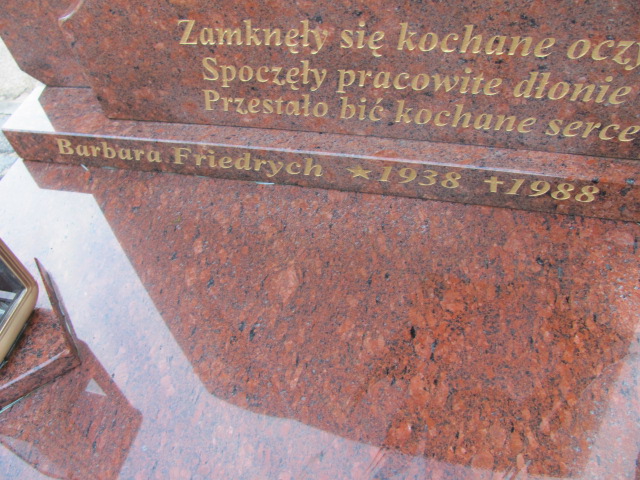 Zamknęły się kochane oczy
Spoczęły pracowite dłonie
Przestało bić kochane serce
Barbara Friedrych ★1938 ✝1988